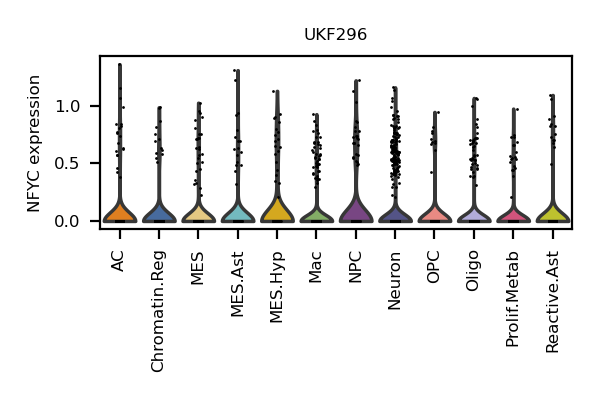 UKF296
NFYC expression
1.0
0.5
0.0
AC
Chromatin.Reg
MES
MES.Ast
MES.Hyp
Mac
NPC
Neuron
OPC
Oligo
Prolif.Metab
Reactive.Ast